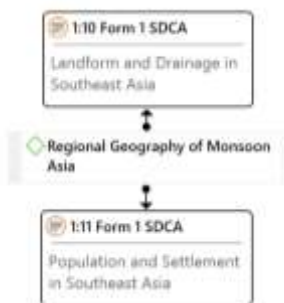 1:10 Form 1 SDCA
Landform and Drainage in
Southeast Asia
Regional Geography of Monsoon
Asia
1:11 Form 1 SDCA
Population and Settlement
in Southeast Asia